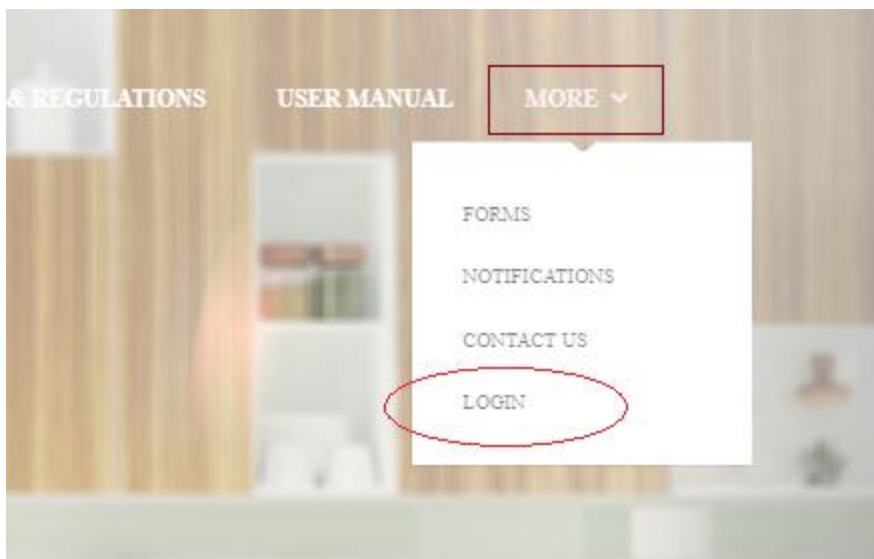 & REGULATIONS USER MANUAL MORE
FORMS
NOTIFICATIONS
CONTACT US
LOGIN